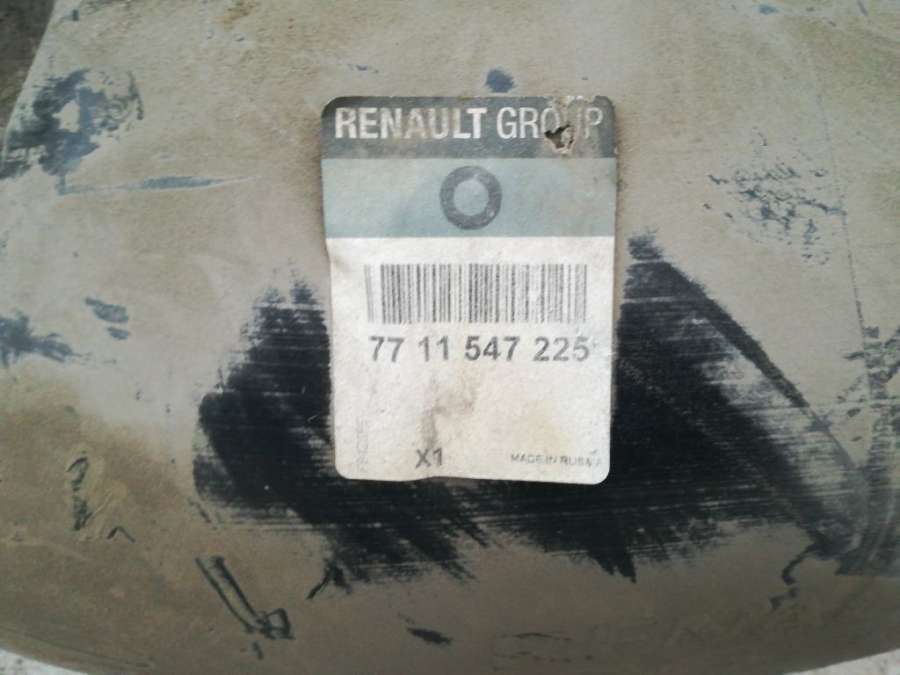 RENAULT GROUP
77 11 547 225
X1
MADE IN RUSSIA